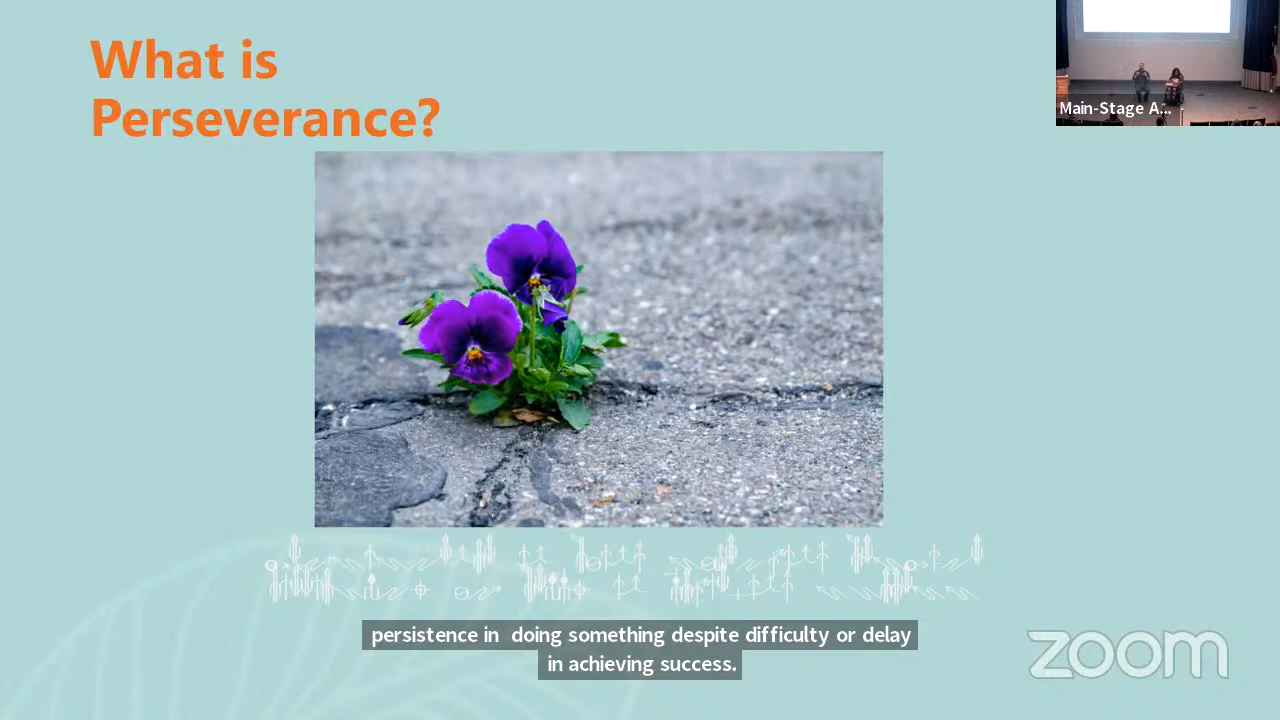 What is
Perseverance?
Main-Stage A...
persistence in doing something despite difficulty or delay
in achieving success.
zoom